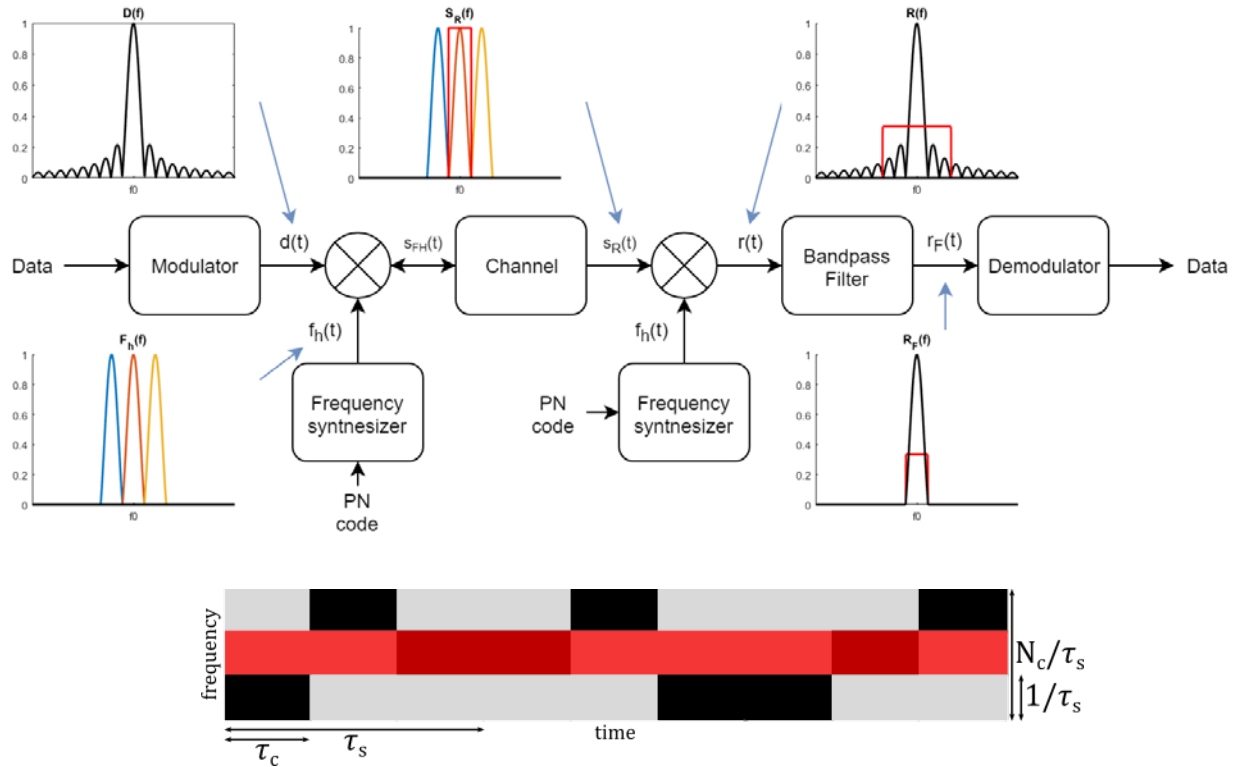 D(f)
1
0.8
0.6
0.4
0.2
0
f0
S_R(f)
1
0.8
0.6
0.4
0.2
0
f0
R(f)
1
0.8
0.6
0.4
0.2
0
f0
Data
Modulator
d(t)
s_FH(t)
Channel
s_R(t)
r(t)
Bandpass
Filter
r_F(t)
Demodulator
Data
f_h(t)
f_h(t)
F_h(f)
1
0.8
0.6
0.4
0.2
0
f0
Frequency
syntnesizer
PN
code
PN
code
Frequency
syntnesizer
R_F(f)
1
0.8
0.6
0.4
0.2
0
f0
frequency
N_c/τ_s
1/τ_s
time
τ_c
τ_s